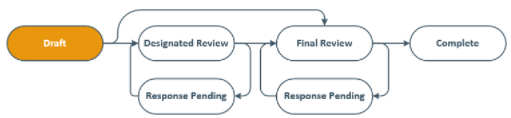 Draft
Designated Review
Final Review
Complete
Response Pending
Response Pending